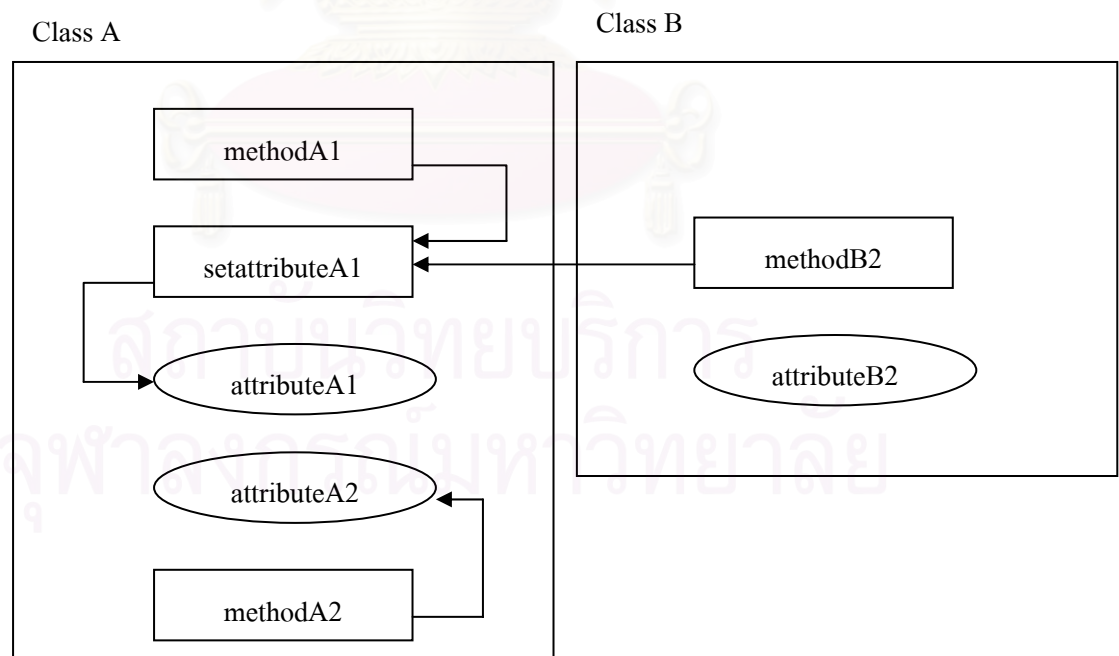 Class A
Class B
methodA1
setattributeA1
methodB2
attributeA1
attributeB2
attributeA2
methodA2
สถาบันวิทยบริการ
จุฬาลงกรณ์มหาวิทยาลัย